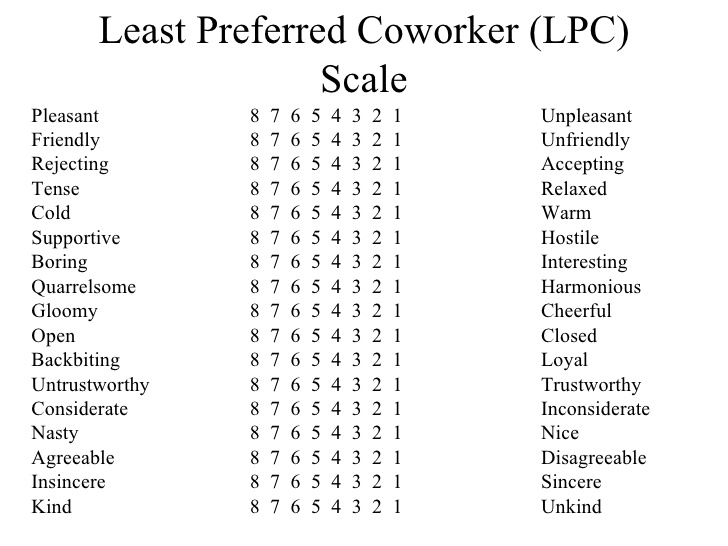 Least Preferred Coworker (LPC)
Scale
Pleasant 8 7 6 5 4 3 2 1 Unpleasant
Friendly 8 7 6 5 4 3 2 1 Unfriendly
Rejecting 8 7 6 5 4 3 2 1 Accepting
Tense 8 7 6 5 4 3 2 1 Relaxed
Cold 8 7 6 5 4 3 2 1 Warm
Supportive 8 7 6 5 4 3 2 1 Hostile
Boring 8 7 6 5 4 3 2 1 Interesting
Quarrelsome 8 7 6 5 4 3 2 1 Harmonious
Gloomy 8 7 6 5 4 3 2 1 Cheerful
Open 8 7 6 5 4 3 2 1 Closed
Backbiting 8 7 6 5 4 3 2 1 Loyal
Untrustworthy 8 7 6 5 4 3 2 1 Trustworthy
Considerate 8 7 6 5 4 3 2 1 Inconsiderate
Nasty 8 7 6 5 4 3 2 1 Nice
Agreeable 8 7 6 5 4 3 2 1 Disagreeable
Insincere 8 7 6 5 4 3 2 1 Sincere
Kind 8 7 6 5 4 3 2 1 Unkind